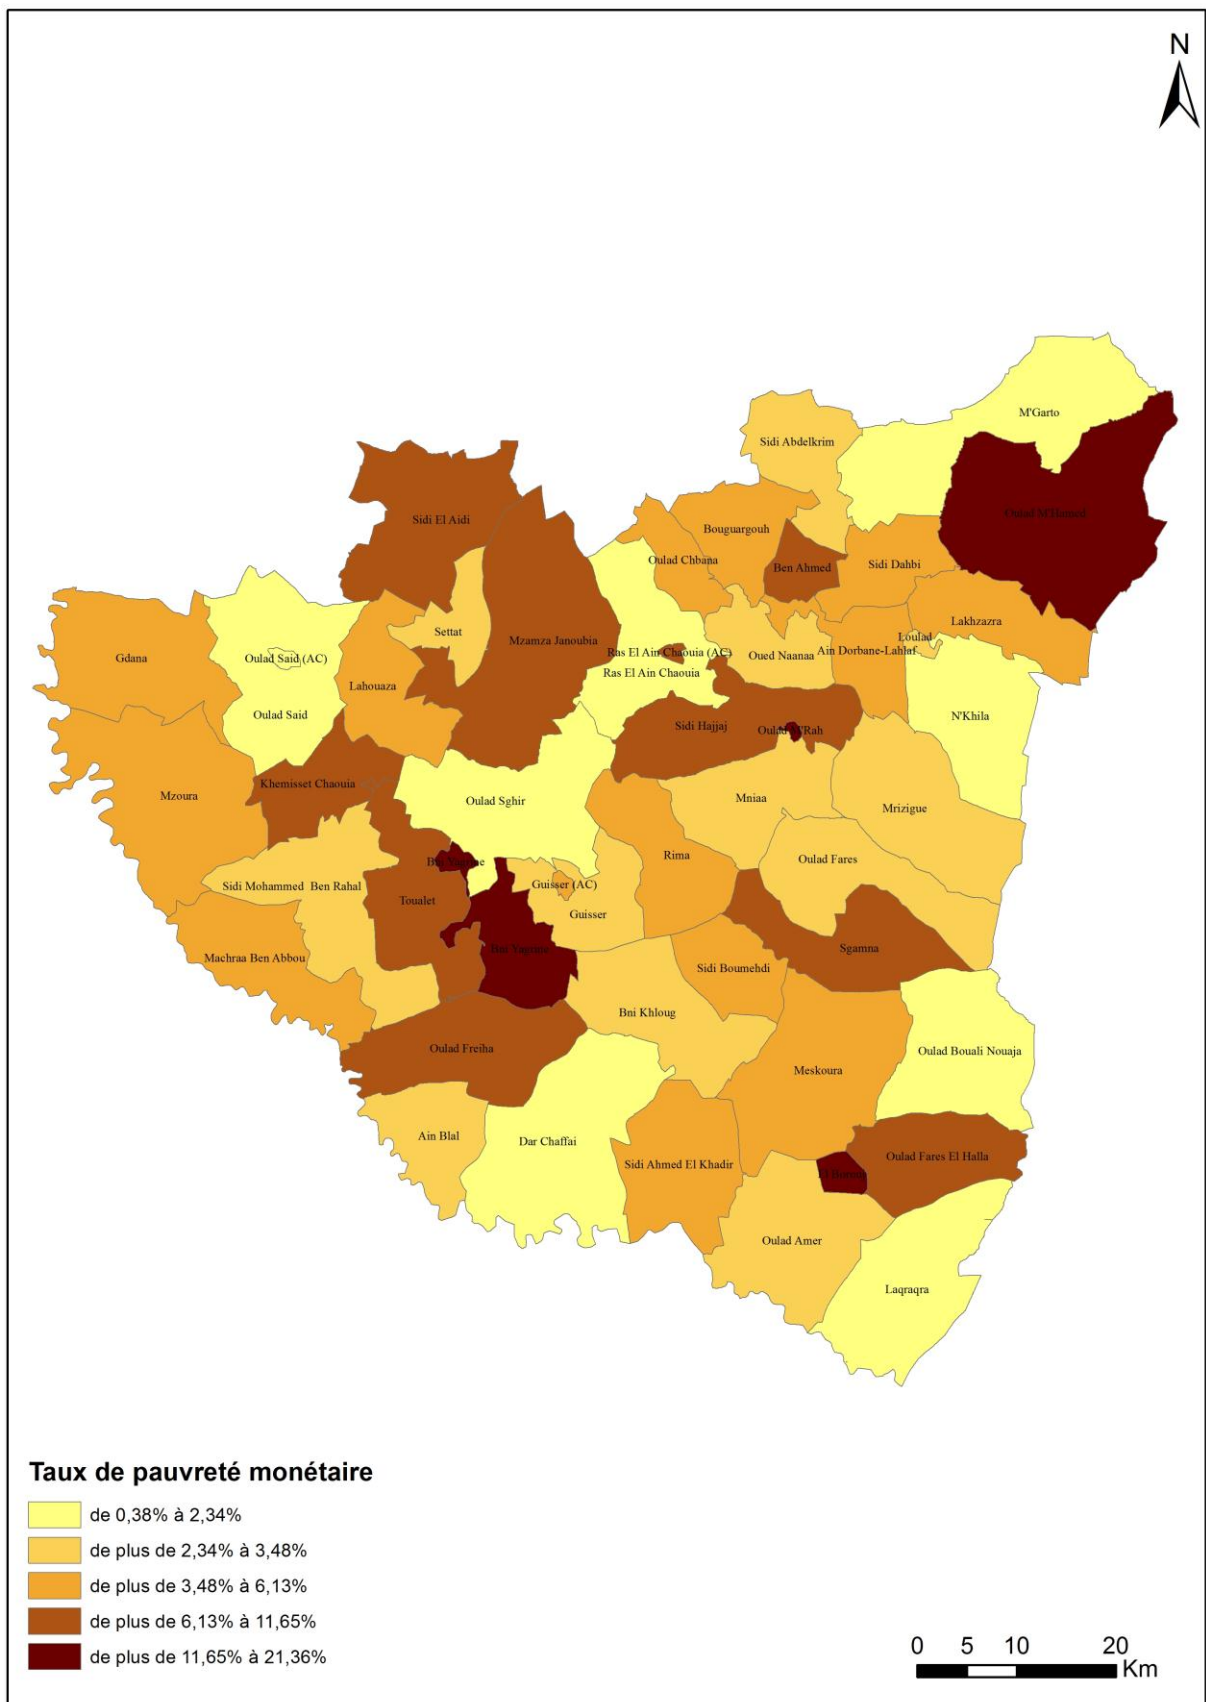 N
M'Garto
Sidi Abdelkrim
Oulad M'Hamed
Sidi El Aidi
Bouguargouh
Oulad Chbana
Ben Ahmed
Sidi Dahbi
Lakhzazra
Settat
Mzamza Janoubia
Loulad
Ras El Ain Chaouia (AC)
Oued Naanaa
Ain Dorbane-Lahlaf
Gdana
Oulad Said (AC)
Ras El Ain Chaouia
Lahouaza
Oulad Said
N'Khila
Sidi Hajjaj
Oulad M'Rah
Khemisset Chaouia
Mzoura
Oulad Sghir
Mniaa
Mrizigue
Rima
Oulad Fares
Bni Yagrine
Sidi Mohammed Ben Rahal
Guisser (AC)
Toualet
Guisser
Bni Yagrine
Sgamna
Machraa Ben Abbou
Sidi Boumehdi
Bni Khloug
Oulad Freiha
Oulad Bouali Nouaja
Meskoura
Ain Blal
Dar Chaffai
Oulad Fares El Halla
Sidi Ahmed El Khadir
Oulad Amer
Laqraqra
Taux de pauvreté monétaire
de 0,38% à 2,34%
de plus de 2,34% à 3,48%
de plus de 3,48% à 6,13%
de plus de 6,13% à 11,65%
de plus de 11,65% à 21,36%
0 5 10 20
Km